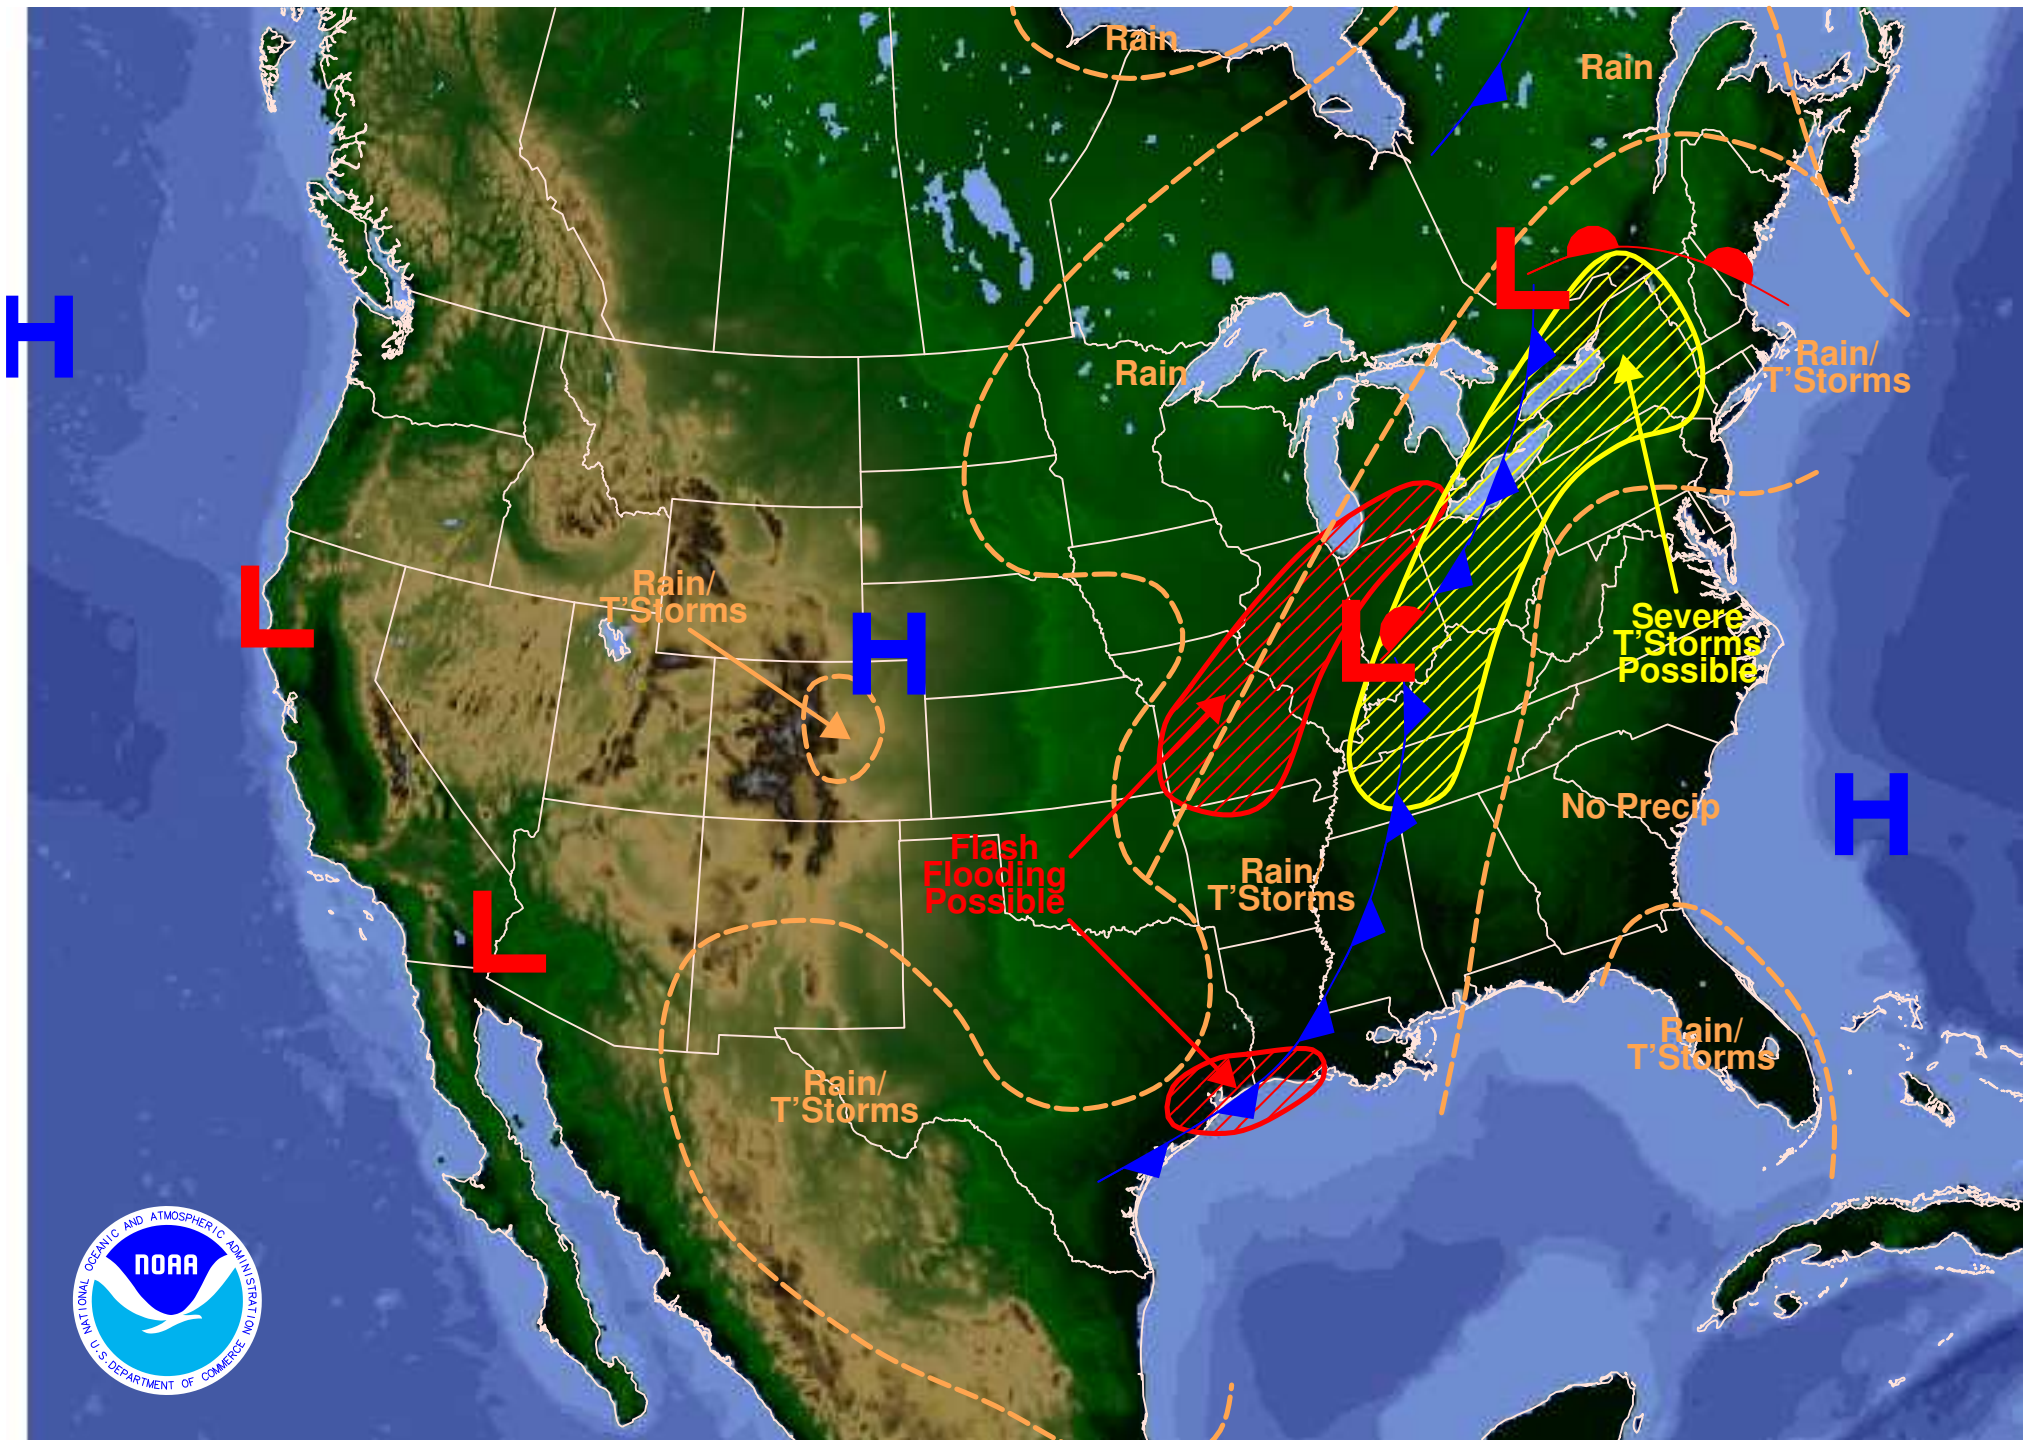 Rain
Rain
H
L
Rain
Rain/
T'Storms
L
Rain/
T'Storms
H
L
Severe
T'Storms
Possible
No Precip
H
Flash
Flooding
Possible
Rain/
T'Storms
L
Rain/
T'Storms
Rain/
T'Storms
NATIONAL OCEANIC AND ATMOSPHERIC ADMINISTRATION
NOAA
U.S. DEPARTMENT OF COMMERCE